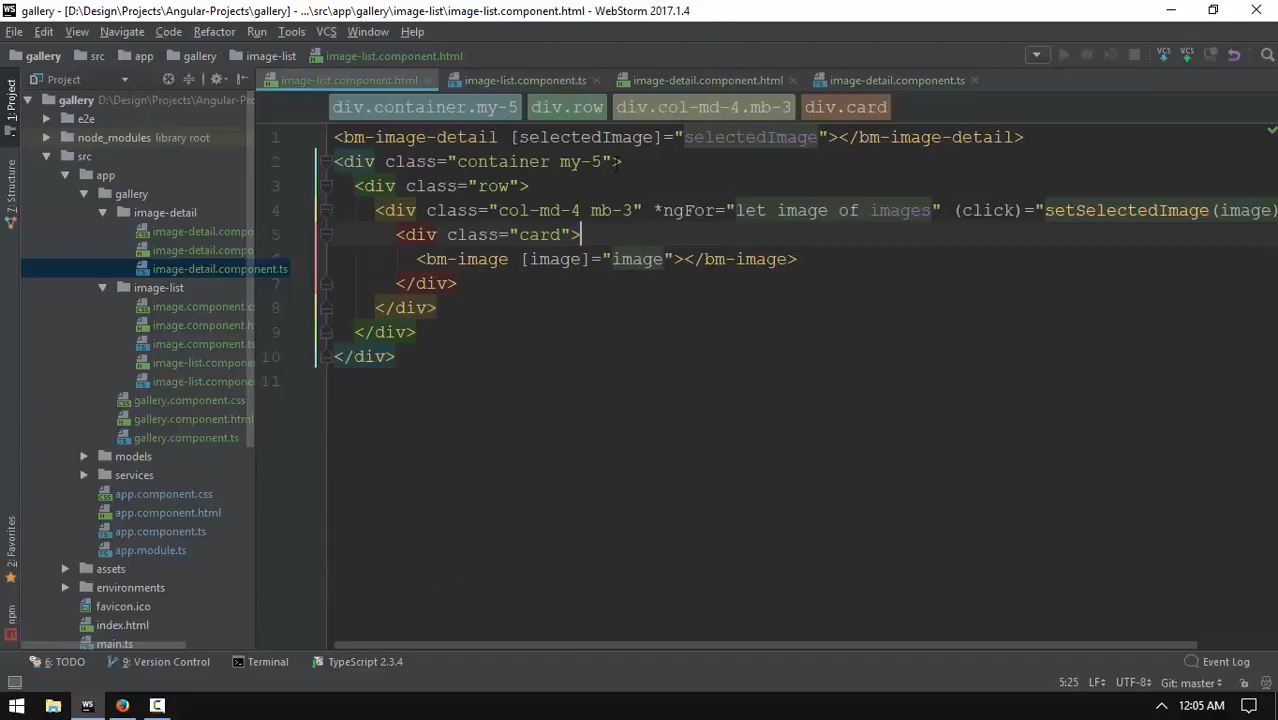 gallery - [D:\Design\Projects\Angular-Projects\gallery] - ...\src\app\gallery\image-list\image-list.component.html - WebStorm 2017.1.4
File Edit View Navigate Code Refactor Run Tools VCS Window Help
gallery src app gallery image-list image-list.component.html
1: Project
7: Structure
2: Favorites
npm
Project
image-list.component.html image-list.component.ts image-detail.component.html image-detail.component.ts
gallery D:\Design\Projects\Angular-Pro
e2e
node_modules library root
src
app
gallery
image-detail
image-detail.compo
image-detail.compo
image-detail.component.ts
image-list
image.component.cs
image.component.h
image.component.ts
image-list.compone
image-list.compone
gallery.component.css
gallery.component.html
gallery.component.ts
models
services
app.component.css
app.component.html
app.component.ts
app.module.ts
assets
environments
favicon.ico
index.html
main.ts
div.container.my-5 div.row div.col-md-4.mb-3 div.card
1 <bm-image-detail [selectedImage]="selectedImage"></bm-image-detail>
2 <div class="container my-5">
3 <div class="row">
4 <div class="col-md-4 mb-3" *ngFor="let image of images" (click)="setSelectedImage(image)
5 <div class="card">
<bm-image [image]="image"></bm-image>
7 </div>
8 </div>
9 </div>
10 </div>
11
6: TODO 9: Version Control Terminal TypeScript 2.3.4 Event Log
5:25 LF÷ UTF-8÷ Git: master÷
WS
12:05 AM